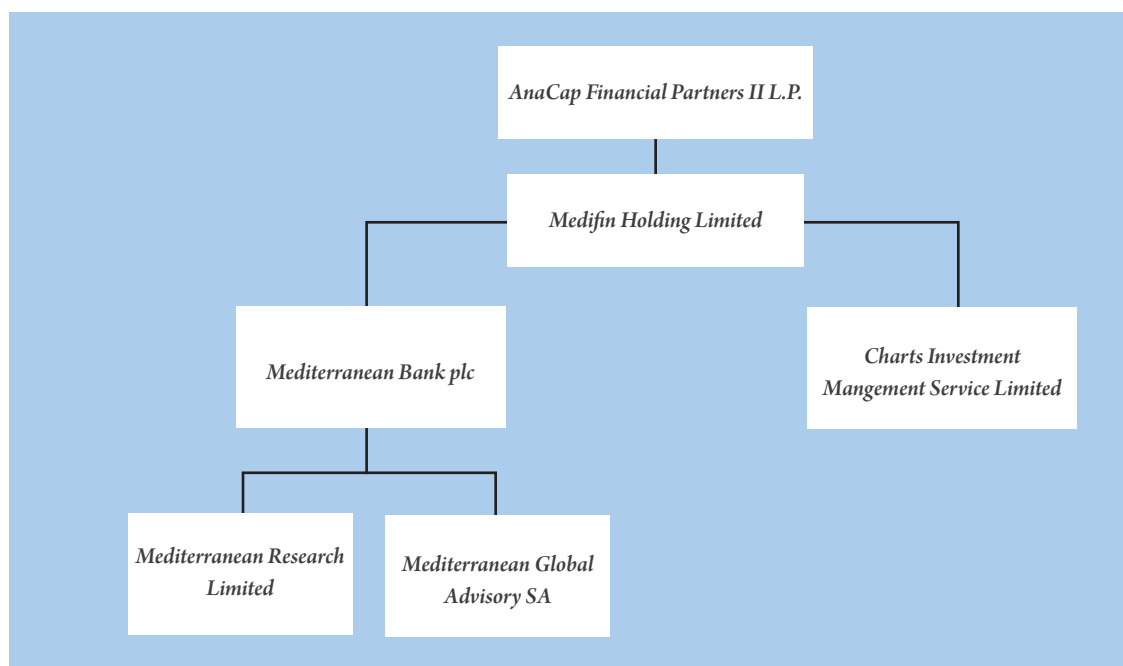 AnaCap Financial Partners II L.P.
Medifin Holding Limited
Mediterranean Bank plc
Charts Investment
Mangement Service Limited
Mediterranean Research
Limited
Mediterranean Global
Advisory SA